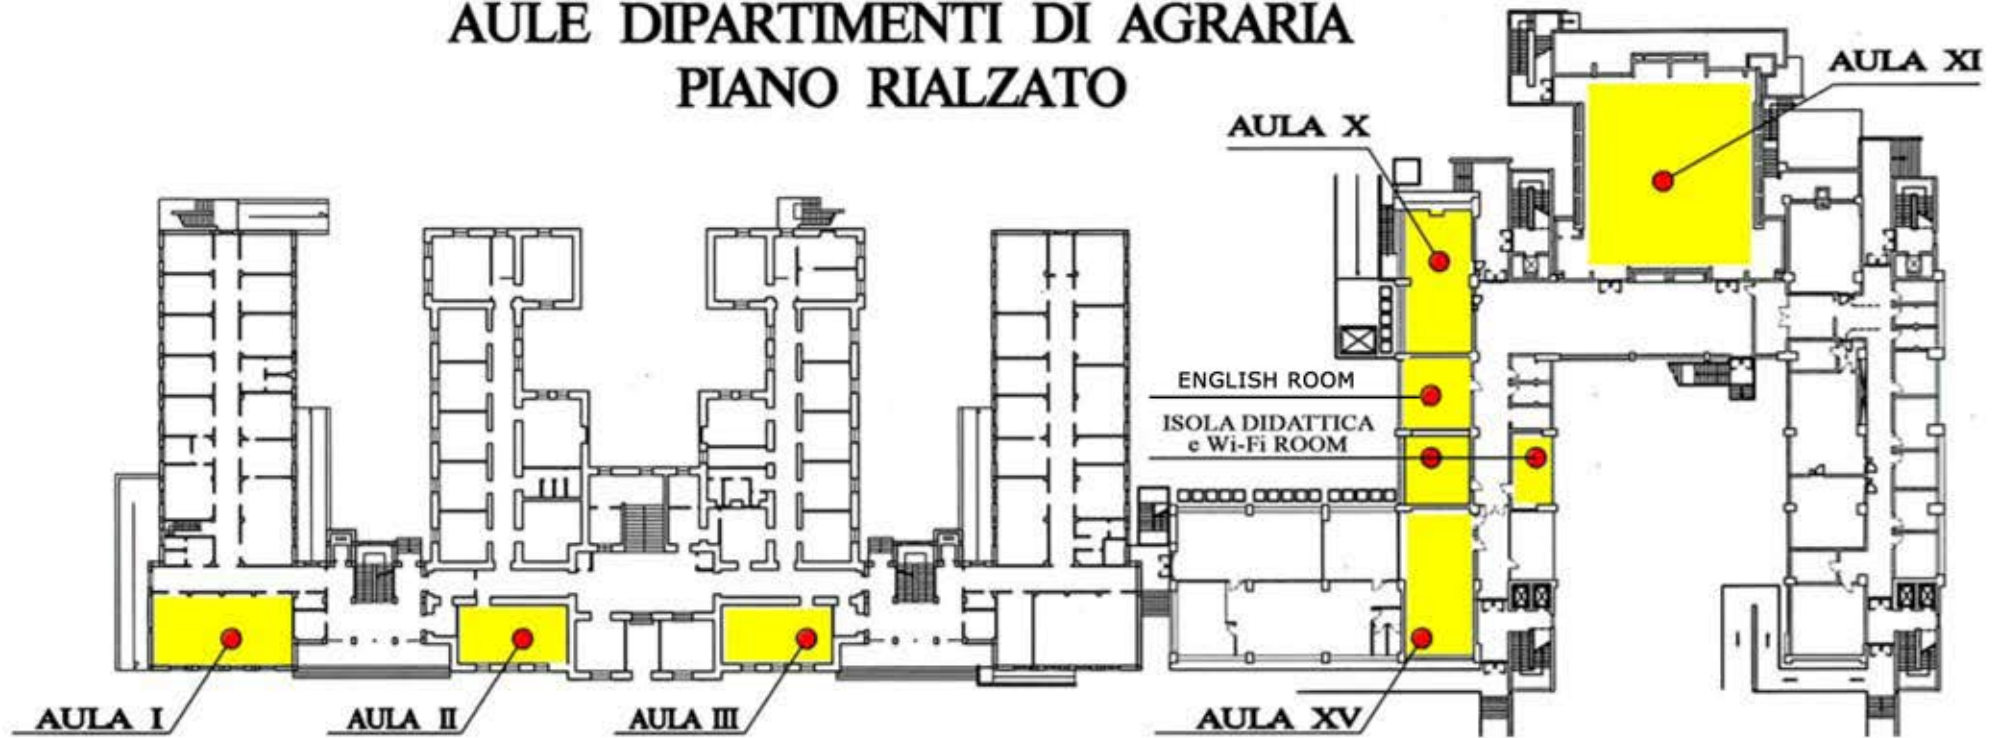 AULE DIPARTIMENTI DI AGRARIA
PIANO RIALZATO
AULA XI
AULA X
ENGLISH ROOM
ISOLA DIDATTICA
e Wi-Fi ROOM
AULA I
AULA II
AULA III
AULA XV